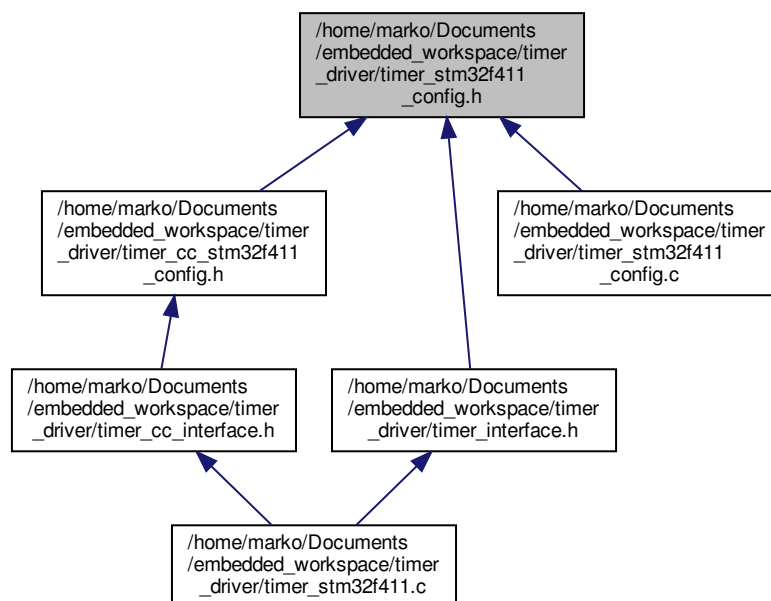 /home/marko/Documents
/embedded_workspace/timer
_driver/timer_stm32f411
_config.h
/home/marko/Documents
/embedded_workspace/timer
_driver/timer_cc_stm32f411
_config.h
/home/marko/Documents
/embedded_workspace/timer
_driver/timer_stm32f411
_config.c
/home/marko/Documents
/embedded_workspace/timer
_driver/timer_cc_interface.h
/home/marko/Documents
/embedded_workspace/timer
_driver/timer_interface.h
/home/marko/Documents
/embedded_workspace/timer
_driver/timer_stm32f411.c